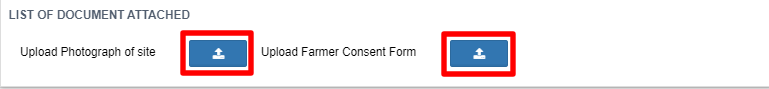 LIST OF DOCUMENT ATTACHED
Upload Photograph of site Upload Farmer Consent Form